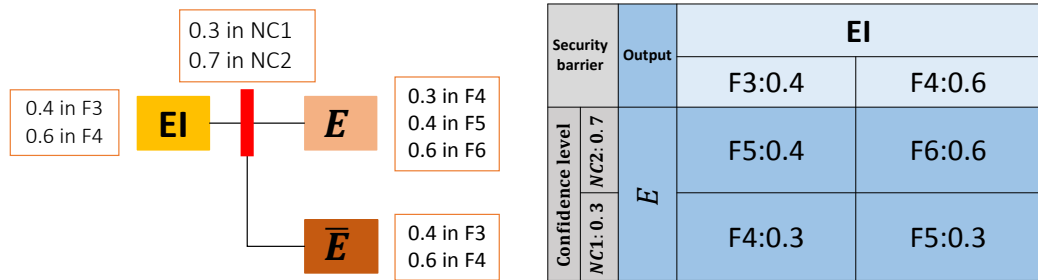 0.3 in NC1
0.7 in NC2
0.4 in F3
0.6 in F4
EI
E
0.3 in F4
0.4 in F5
0.6 in F6
E̅
0.4 in F3
0.6 in F4
Security barrier
Output
EI
F3:0.4
F4:0.6
Confidence level
NC2: 0.7
E
F5:0.4
F6:0.6
NC1: 0.3
F4:0.3
F5:0.3